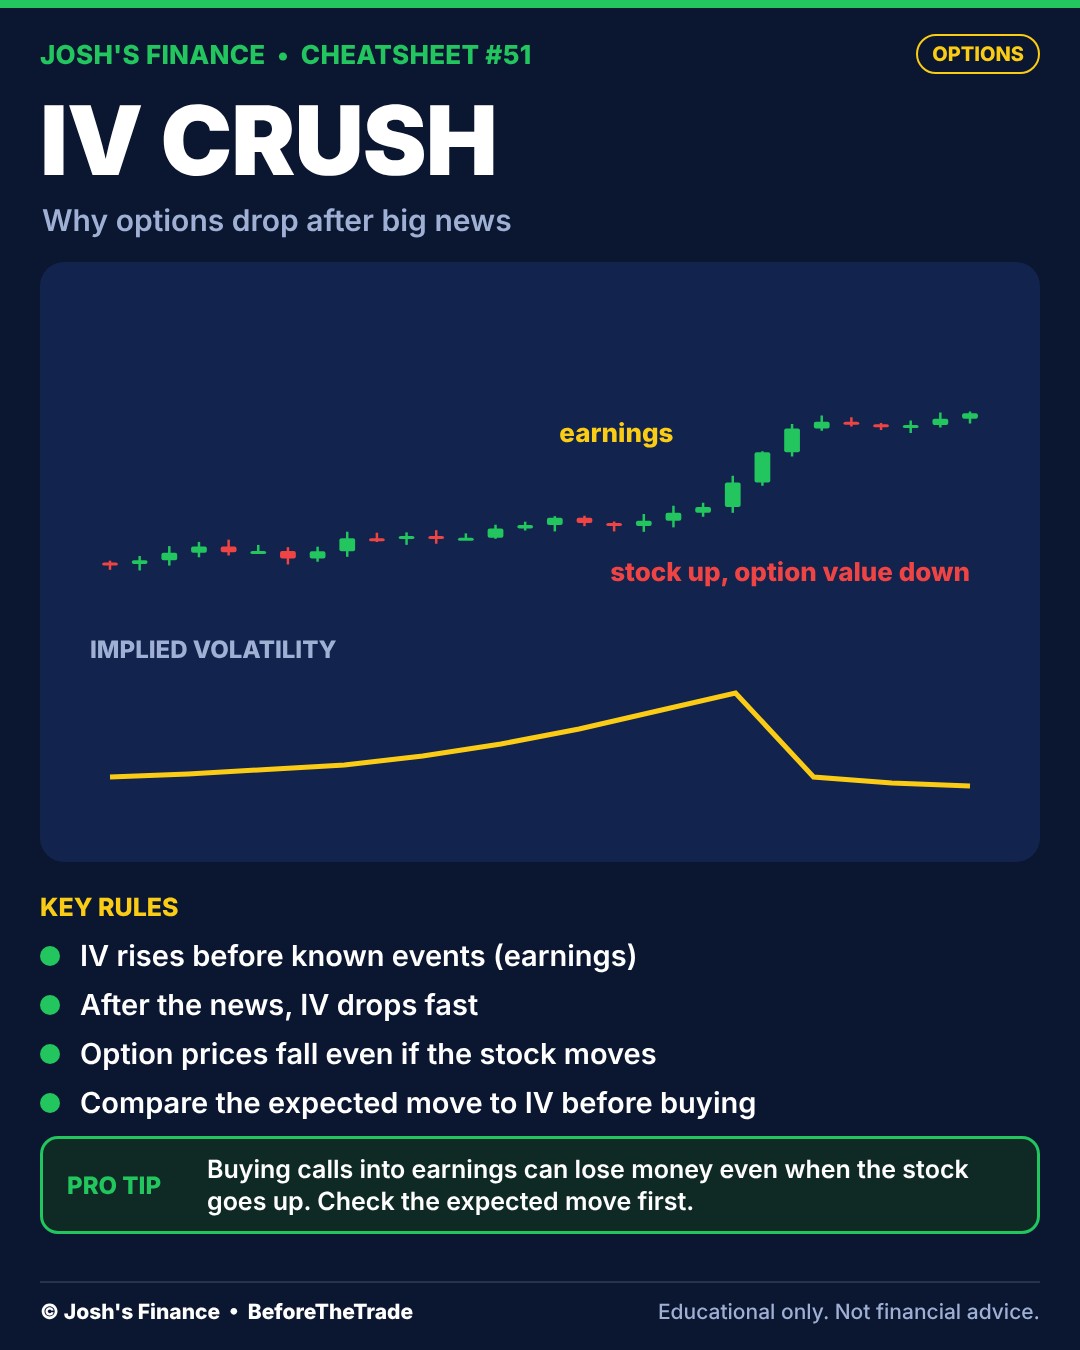 JOSH'S FINANCE • CHEATSHEET #51
OPTIONS
IV CRUSH
Why options drop after big news
earnings
stock up, option value down
IMPLIED VOLATILITY
KEY RULES
IV rises before known events (earnings)
After the news, IV drops fast
Option prices fall even if the stock moves
Compare the expected move to IV before buying
PRO TIP
Buying calls into earnings can lose money even when the stock
goes up. Check the expected move first.
© Josh's Finance • BeforeTheTrade
Educational only. Not financial advice.